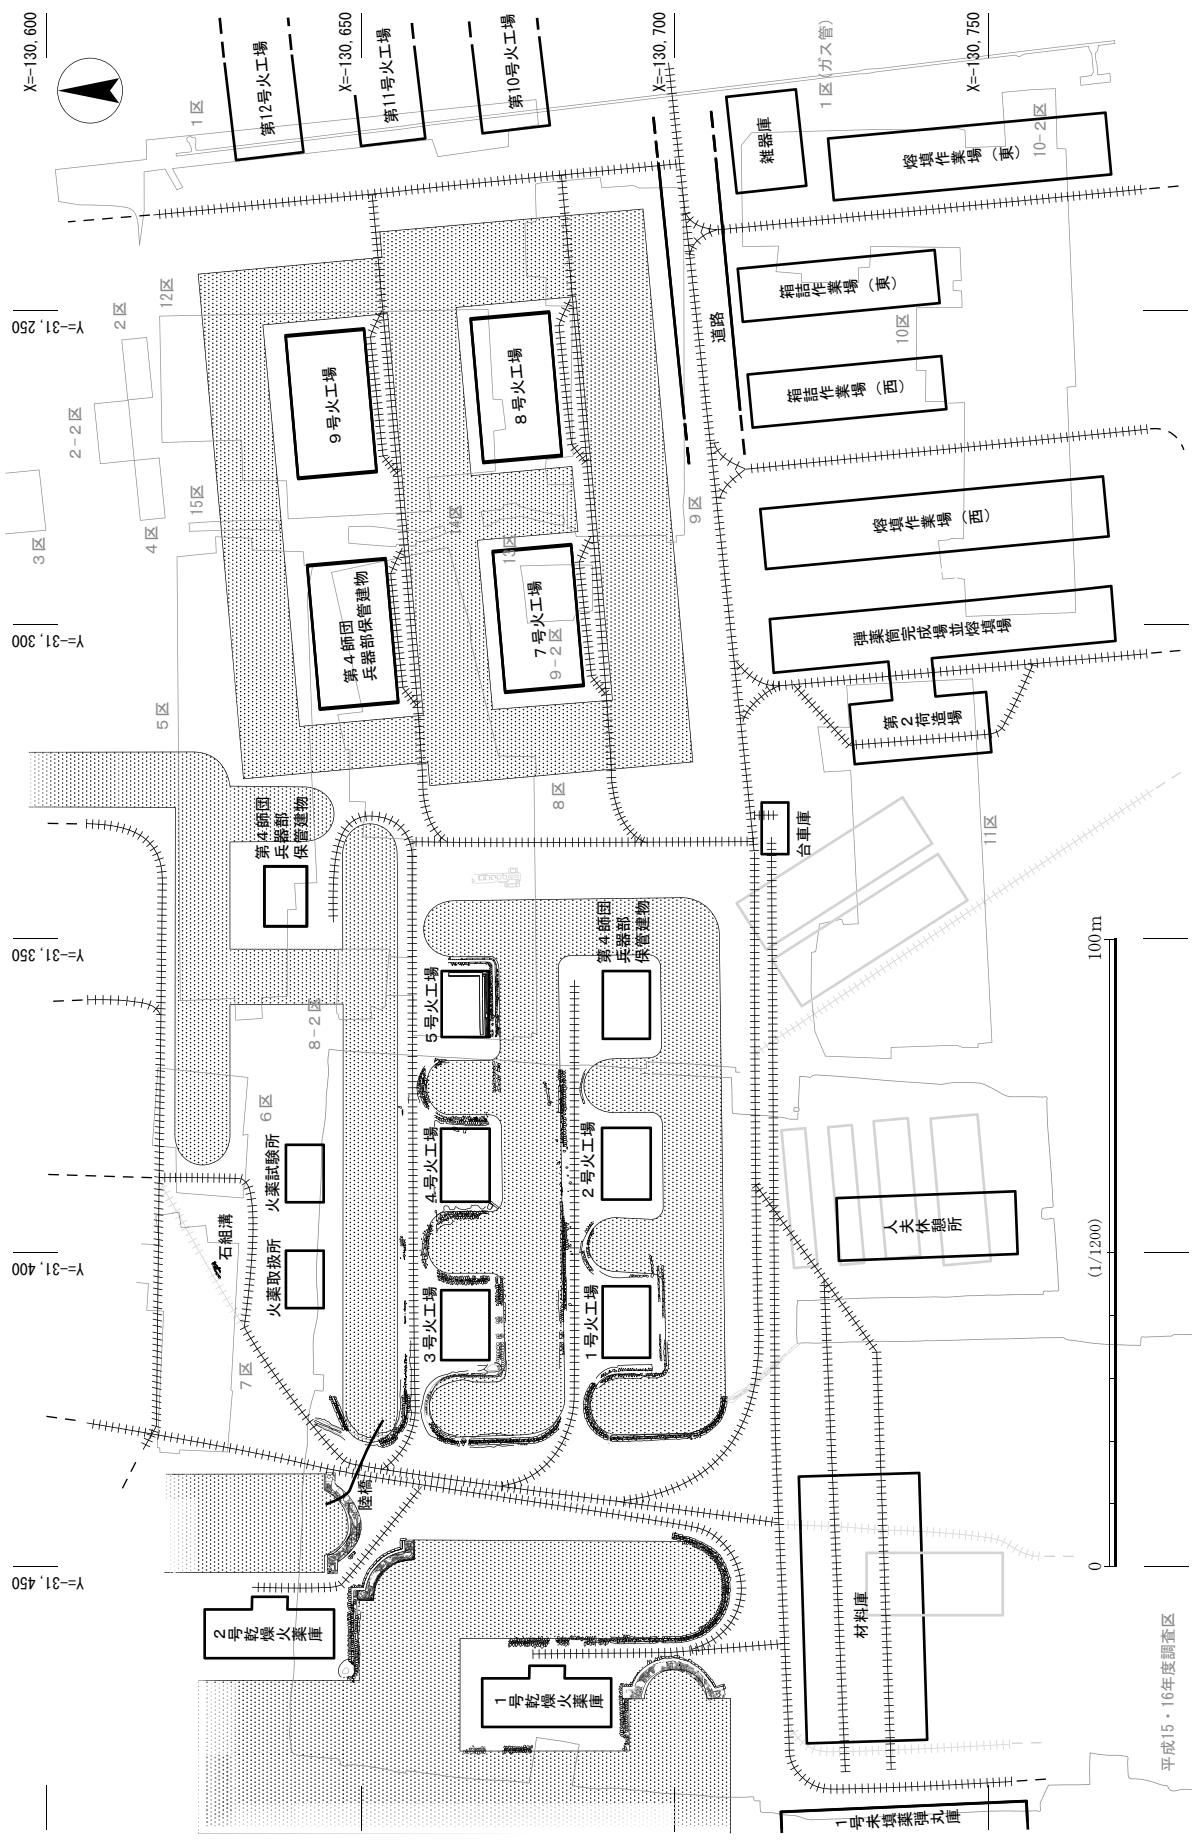 X=-130,600
X=-130,650
X=-130,700
X=-130,750
第12号火工場
第11号火工場
第10号火工場
1区
1区(ガス管)
雑器庫
熔填作業場（東）
10-2区
12区
2区
Y=-31,250
2-2区
9号火工場
8号火工場
道路
箱詰作業場（東）
10区
箱詰作業場（西）
15区
4区
3区
14区
13区
9区
熔填作業場（西）
第4師団
兵器部保管建物
7号火工場
9-2区
弾薬筒完成場並熔填場
Y=-31,300
5区
第2荷造場
8区
第4師団
兵器部
保管建物
台車庫
11区
第4師団
兵器部
保管建物
Y=-31,350
5号火工場
100m
8-2区
6区
火薬試験所
4号火工場
2号火工場
人夫休憩所
石組溝
火薬取扱所
Y=-31,400
(1/1200)
3号火工場
1号火工場
7区
陸橋
Y=-31,450
0
2号乾燥火薬庫
材料庫
1号乾燥火薬庫
平成15・16年度調査区
1号未填薬弾丸庫